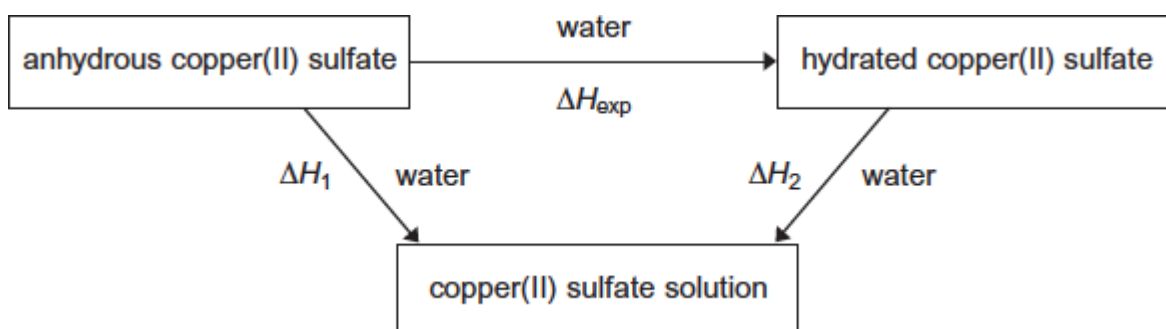 water
anhydrous copper(II) sulfate
hydrated copper(II) sulfate
ΔHexp
ΔH1
water
ΔH2
water
copper(II) sulfate solution